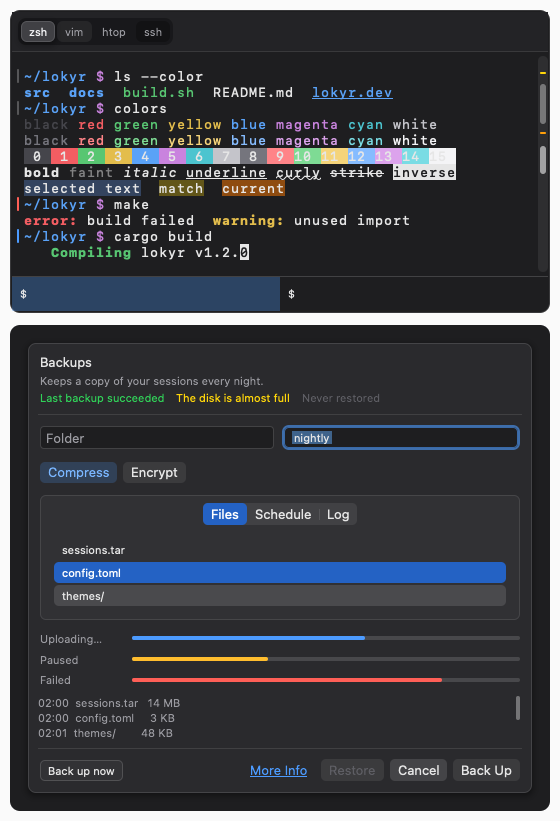 zsh vim htop ssh
~/lokyr $ ls --color
src docs build.sh README.md lokyr.dev
~/lokyr $ colors
black red green yellow blue magenta cyan white
black red green yellow blue magenta cyan white
0 1 2 3 4 5 6 7 8 9 10 11 12 13 14 15
bold faint italic underline curly strike inverse
selected text match current
~/lokyr $ make
error: build failed warning: unused import
~/lokyr $ cargo build
Compiling lokyr v1.2.0
$ $
Backups
Keeps a copy of your sessions every night.
Last backup succeeded The disk is almost full Never restored
Folder nightly
Compress Encrypt
Files Schedule Log
sessions.tar
config.toml
themes/
Uploading...
Paused
Failed
02:00 sessions.tar 14 MB
02:00 config.toml 3 KB
02:01 themes/ 48 KB
Back up now More Info Restore Cancel Back Up